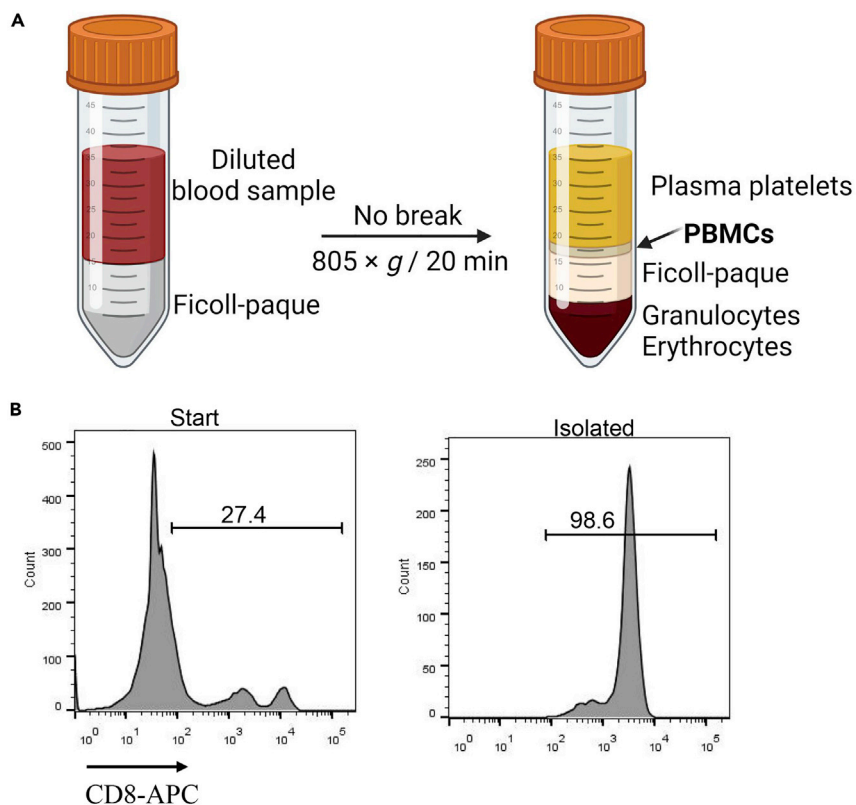 A
45
40
35
30
25
20
15
10
Diluted
blood sample
Ficoll-paque
No break
805 × g / 20 min
45
40
35
30
25
20
15
10
Plasma platelets
PBMCs
Ficoll-paque
Granulocytes
Erythrocytes
B
Start
500
400
300
200
100
0
Count
27.4
10^0 10^1 10^2 10^3 10^4 10^5
CD8-APC
Isolated
250
200
150
100
50
0
Count
98.6
10^0 10^1 10^2 10^3 10^4 10^5